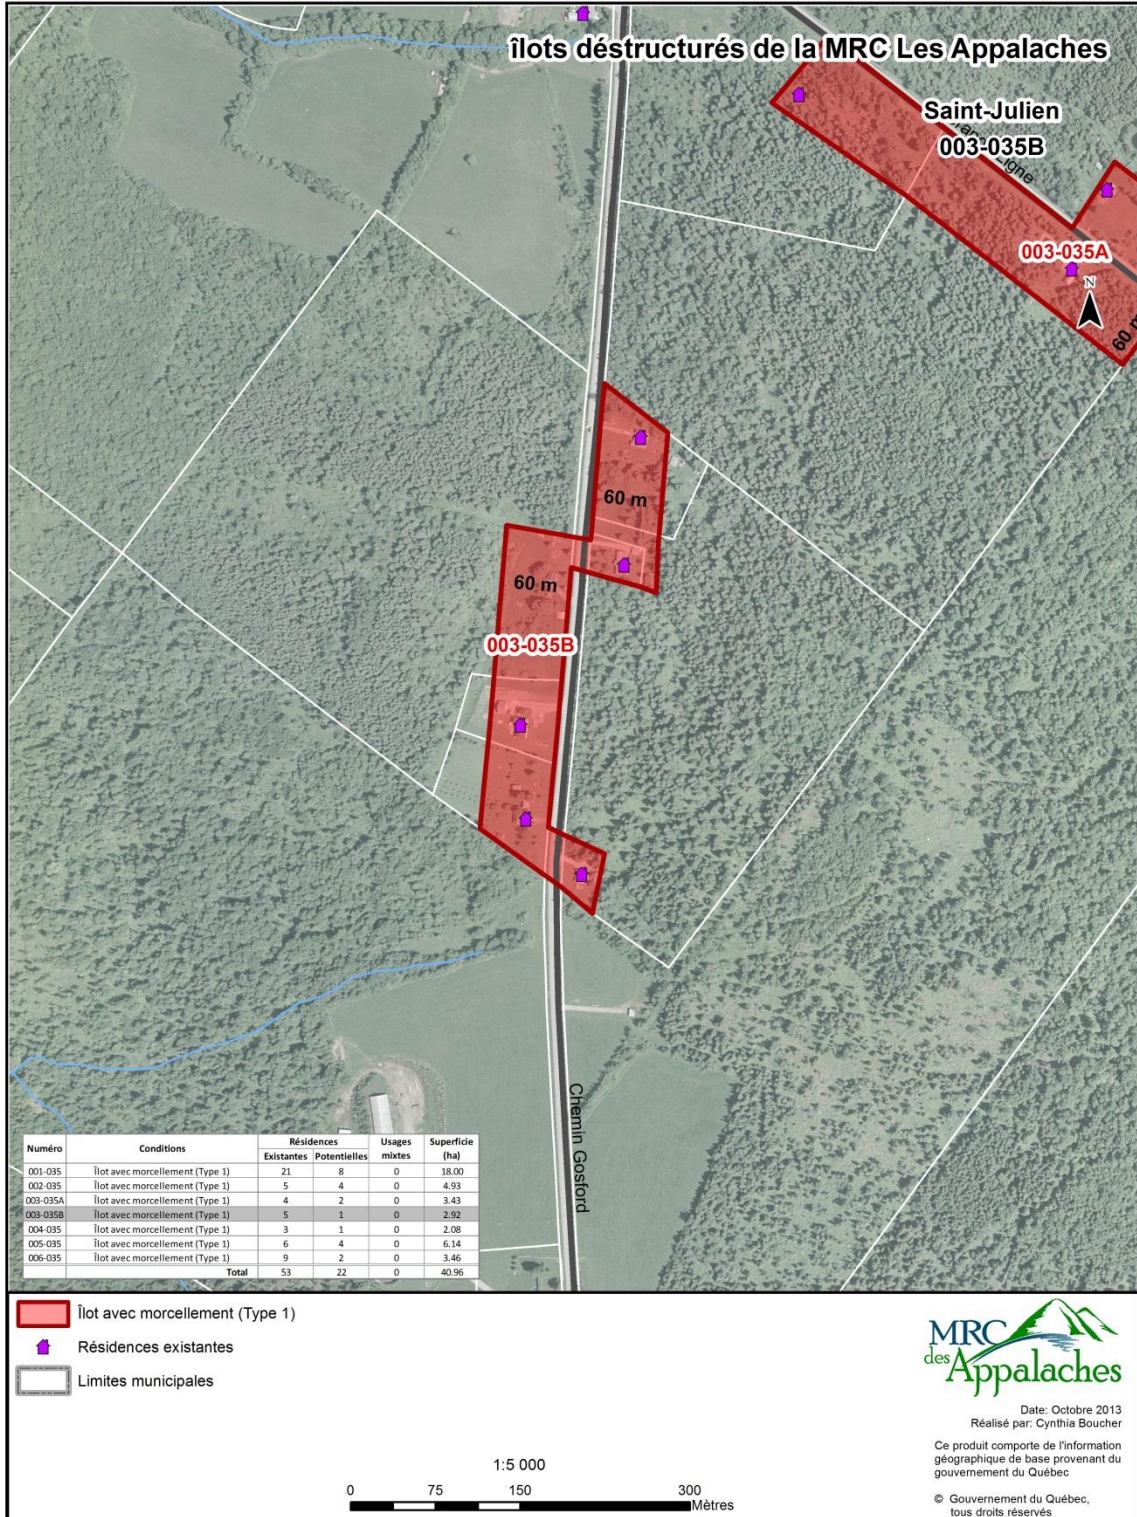 îlots déstructurés de la MRC Les Appalaches
Saint-Julien
003-035B
Ligne
003-035A
N
60 m
60 m
60 m
003-035B
Chemin Gosford
Numéro Conditions Résidences Usages mixtes Superficie (ha)
Existantes Potentielles
001-035 Îlot avec morcellement (Type 1) 21 8 0 18.00
002-035 Îlot avec morcellement (Type 1) 5 4 0 4.93
003-035A Îlot avec morcellement (Type 1) 4 2 0 3.43
003-035B Îlot avec morcellement (Type 1) 5 1 0 2.92
004-035 Îlot avec morcellement (Type 1) 3 1 0 2.08
005-035 Îlot avec morcellement (Type 1) 6 4 0 6.14
006-035 Îlot avec morcellement (Type 1) 9 2 0 3.46
Total 53 22 0 40.96
Îlot avec morcellement (Type 1)
Résidences existantes
Limites municipales
1:5 000
0 75 150 300
Mètres
MRC
des Appalaches
Date: Octobre 2013
Réalisé par: Cynthia Boucher
Ce produit comporte de l'information
géographique de base provenant du
gouvernement du Québec
© Gouvernement du Québec,
tous droits réservés